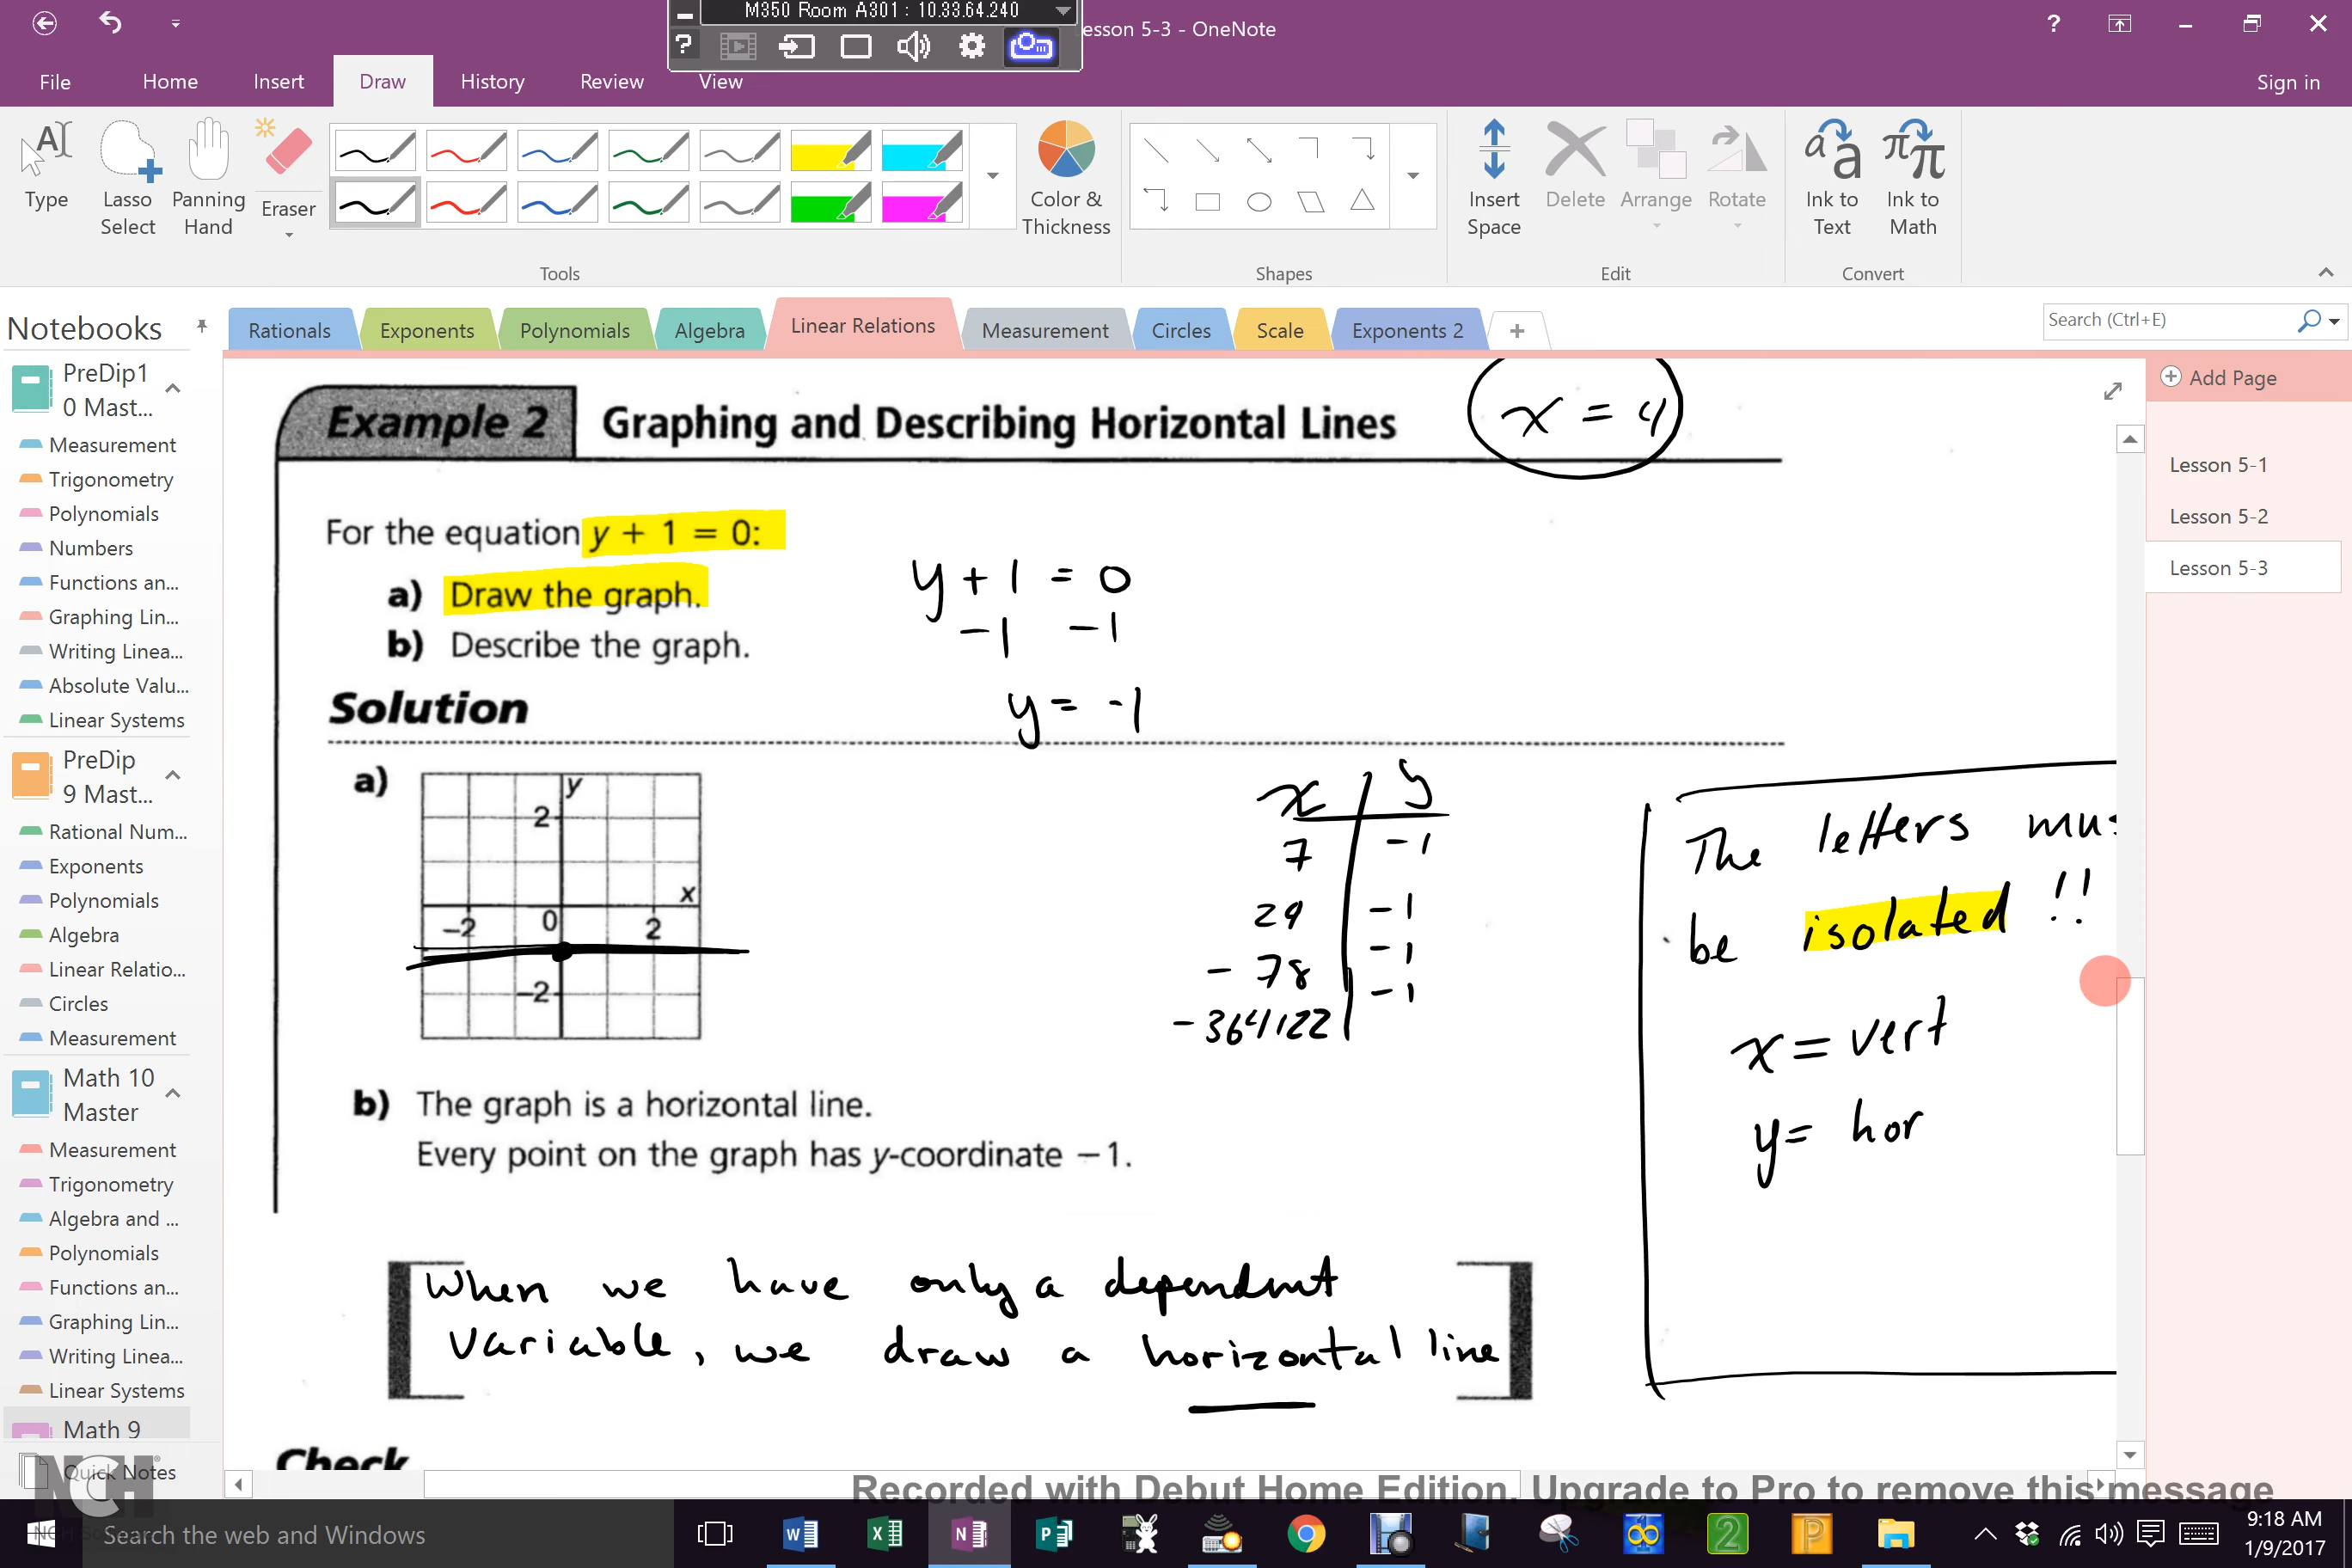 M350 Room A301 : 10.33.64.240
esson 5-3 - OneNote
File Home Insert Draw History Review View
Sign in
Type
Lasso Select
Panning Hand
Eraser
Color & Thickness
Insert Space
Delete
Arrange
Rotate
Ink to Text
Ink to Math
Tools
Shapes
Edit
Convert
Notebooks
Rationals Exponents Polynomials Algebra Linear Relations Measurement Circles Scale Exponents 2
Search (Ctrl+E)
PreDip1
0 Mast...
Measurement
Trigonometry
Polynomials
Numbers
Functions an...
Graphing Lin...
Writing Linea...
Absolute Valu...
Linear Systems
PreDip
9 Mast...
Rational Num...
Exponents
Polynomials
Algebra
Linear Relatio...
Circles
Measurement
Math 10
Master
Measurement
Trigonometry
Algebra and ...
Polynomials
Functions an...
Graphing Lin...
Writing Linea...
Linear Systems
Math 9
Quick Notes
Example 2 Graphing and Describing Horizontal Lines
x = 4
For the equation y + 1 = 0:
a) Draw the graph.
b) Describe the graph.
y + 1 = 0
-1 -1
y = -1
Solution
a)
y
2
x
-2 0 2
-2
x y
7 -1
29 -1
-78 -1
-364122 -1
The letters mus
be isolated !!
x = vert
y = hor
b) The graph is a horizontal line.
Every point on the graph has y-coordinate −1.
When we have only a dependent
variable, we draw a horizontal line
Check
Add Page
Lesson 5-1
Lesson 5-2
Lesson 5-3
Recorded with Debut Home Edition. Upgrade to Pro to remove this message
NCH
Search the web and Windows
9:18 AM
1/9/2017